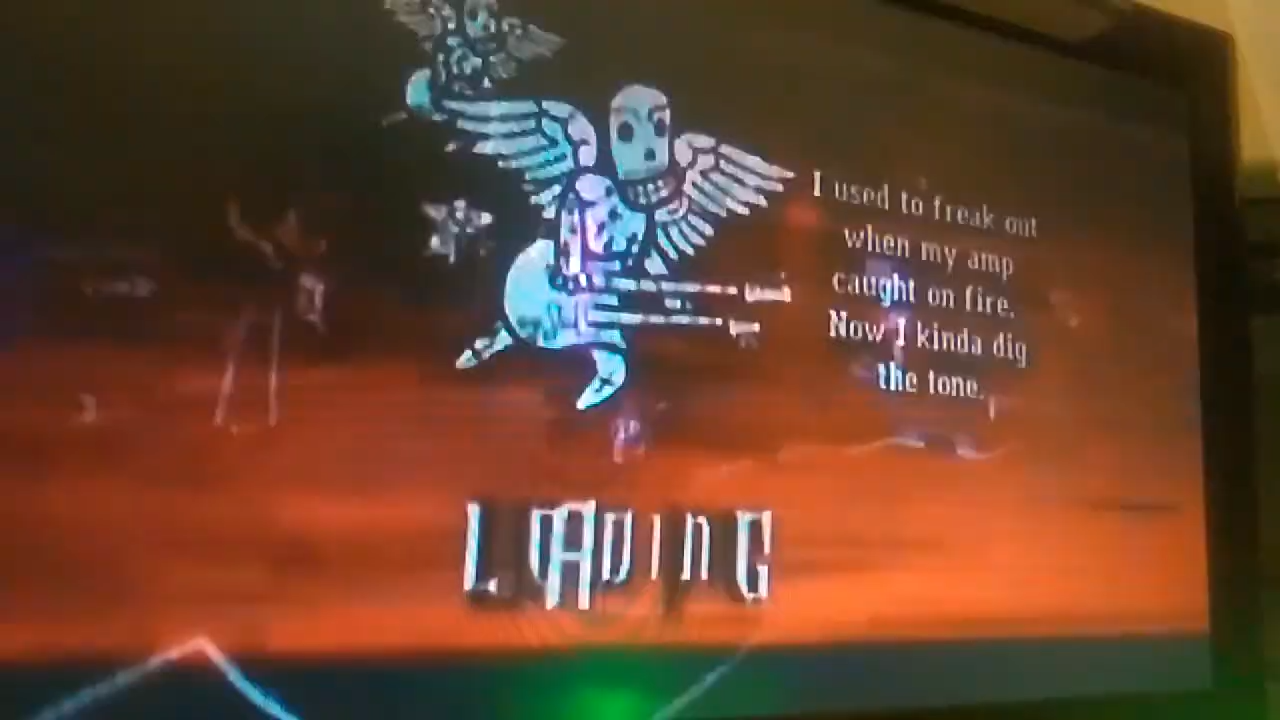 I used to freak out
when my amp
caught on fire.
Now I kinda dig
the tone.
LOADING